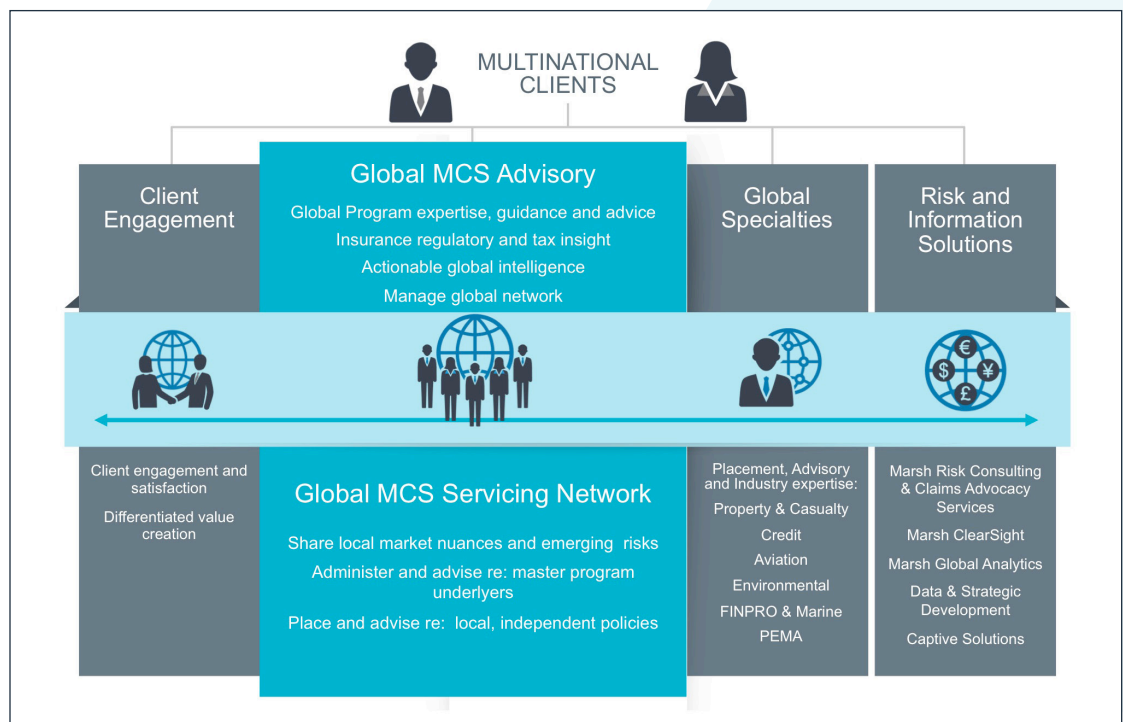 MULTINATIONAL
CLIENTS
Client
Engagement
Global MCS Advisory
Global Program expertise, guidance and advice
Insurance regulatory and tax insight
Actionable global intelligence
Manage global network
Global
Specialties
Risk and
Information
Solutions
€
$
¥
£
Client engagement and
satisfaction
Differentiated value
creation
Global MCS Servicing Network
Share local market nuances and emerging risks
Administer and advise re: master program
underlyers
Place and advise re: local, independent policies
Placement, Advisory
and Industry expertise:
Property & Casualty
Credit
Aviation
Environmental
FINPRO & Marine
PEMA
Marsh Risk Consulting
& Claims Advocacy
Services
Marsh ClearSight
Marsh Global Analytics
Data & Strategic
Development
Captive Solutions